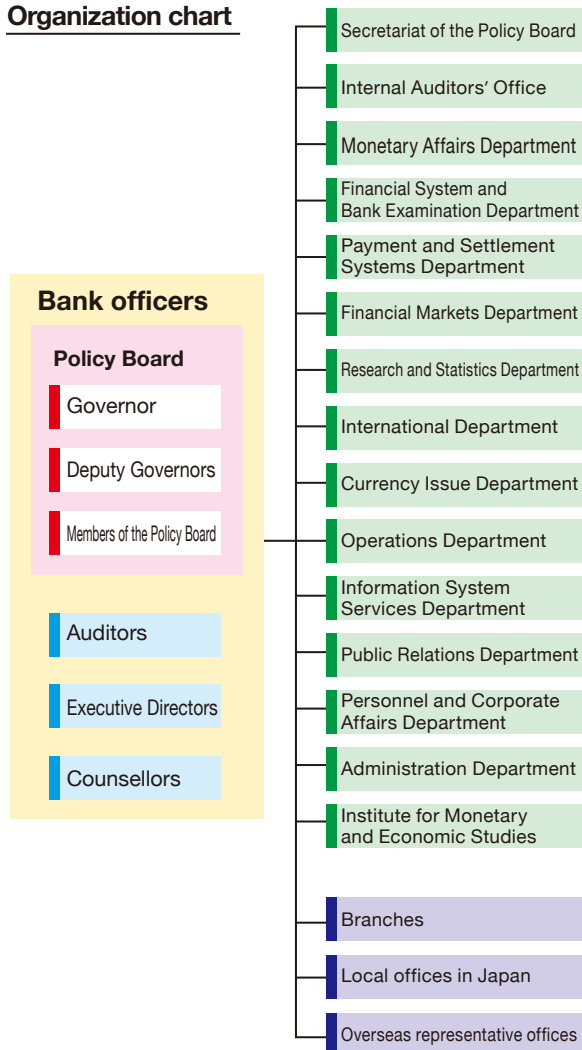 Organization chart
Bank officers
Policy Board
Governor
Deputy Governors
Members of the Policy Board
Auditors
Executive Directors
Counsellors
Secretariat of the Policy Board
Internal Auditors’ Office
Monetary Affairs Department
Financial System and
Bank Examination Department
Payment and Settlement
Systems Department
Financial Markets Department
Research and Statistics Department
International Department
Currency Issue Department
Operations Department
Information System
Services Department
Public Relations Department
Personnel and Corporate
Affairs Department
Administration Department
Institute for Monetary
and Economic Studies
Branches
Local offices in Japan
Overseas representative offices